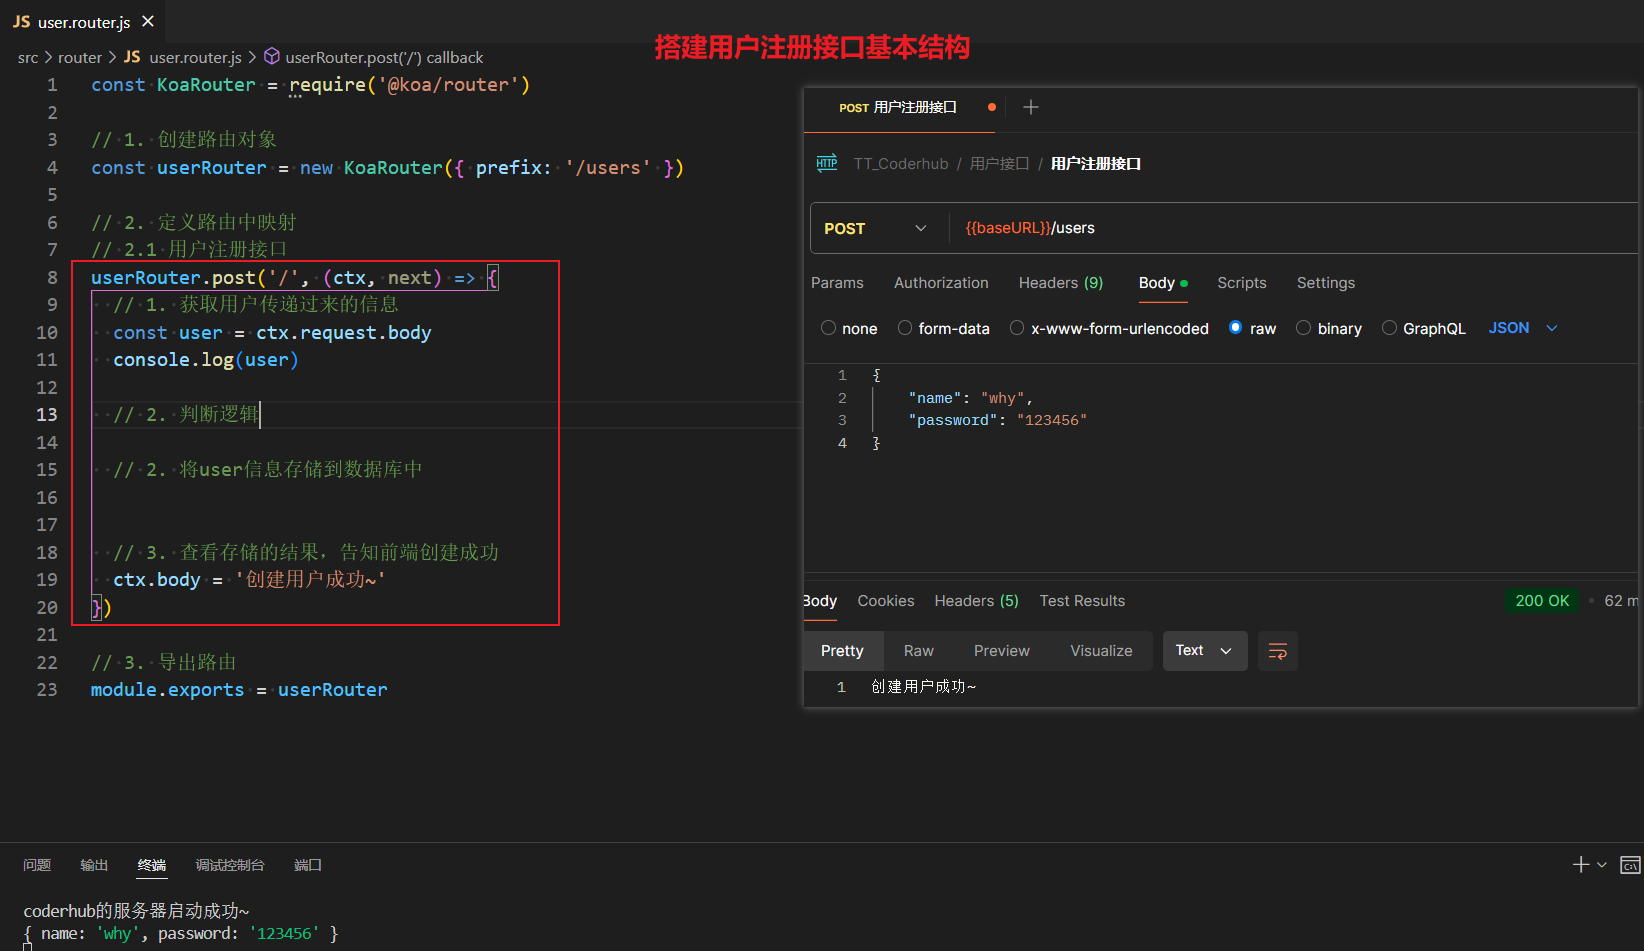 JS user.router.js ×
搭建用户注册接口基本结构
src > router > JS user.router.js > userRouter.post('/') callback
1 const KoaRouter = require('@koa/router')
2
3 // 1. 创建路由对象
4 const userRouter = new KoaRouter({ prefix: '/users' })
5
6 // 2. 定义路由中映射
7 // 2.1 用户注册接口
8 userRouter.post('/', (ctx, next) => {
9 // 1. 获取用户传递过来的信息
10 const user = ctx.request.body
11 console.log(user)
12
13 // 2. 判断逻辑
14
15 // 2. 将user信息存储到数据库中
16
17
18 // 3. 查看存储的结果, 告知前端创建成功
19 ctx.body = '创建用户成功~'
20 })
21
22 // 3. 导出路由
23 module.exports = userRouter
POST 用户注册接口
HTTP TT_Coderhub / 用户接口 / 用户注册接口
POST {{baseURL}}/users
Params Authorization Headers (9) Body Scripts Settings
none form-data x-www-form-urlencoded raw binary GraphQL JSON
1 {
2 "name": "why",
3 "password": "123456"
4 }
Body Cookies Headers (5) Test Results 200 OK • 62 m
Pretty Raw Preview Visualize Text
1 创建用户成功~
问题 输出 终端 调试控制台 端口
coderhub的服务器启动成功~
{ name: 'why', password: '123456' }